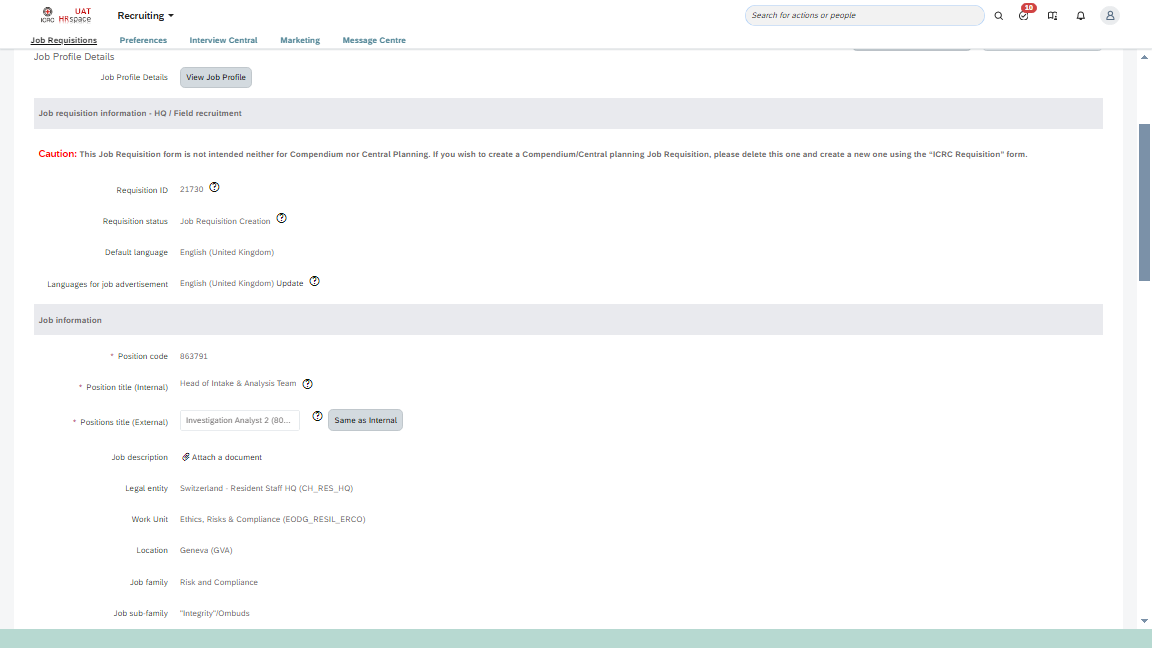 ICRC
UAT
HRspace
Recruiting
Search for actions or people
10
Job Requisitions Preferences Interview Central Marketing Message Centre
Job Profile Details
Job Profile Details View Job Profile
Job requisition information - HQ / Field recruitment
Caution: This Job Requisition form is not intended neither for Compendium nor Central Planning. If you wish to create a Compendium/Central planning Job Requisition, please delete this one and create a new one using the “ICRC Requisition” form.
Requisition ID 21730
Requisition status Job Requisition Creation
Default language English (United Kingdom)
Languages for job advertisement English (United Kingdom) Update
Job information
* Position code 863791
* Position title (Internal) Head of Intake & Analysis Team
* Positions title (External) Investigation Analyst 2 (80... Same as Internal
Job description Attach a document
Legal entity Switzerland - Resident Staff HQ (CH_RES_HQ)
Work Unit Ethics, Risks & Compliance (EODG_RESIL_ERCO)
Location Geneva (GVA)
Job family Risk and Compliance
Job sub-family "Integrity"/Ombuds